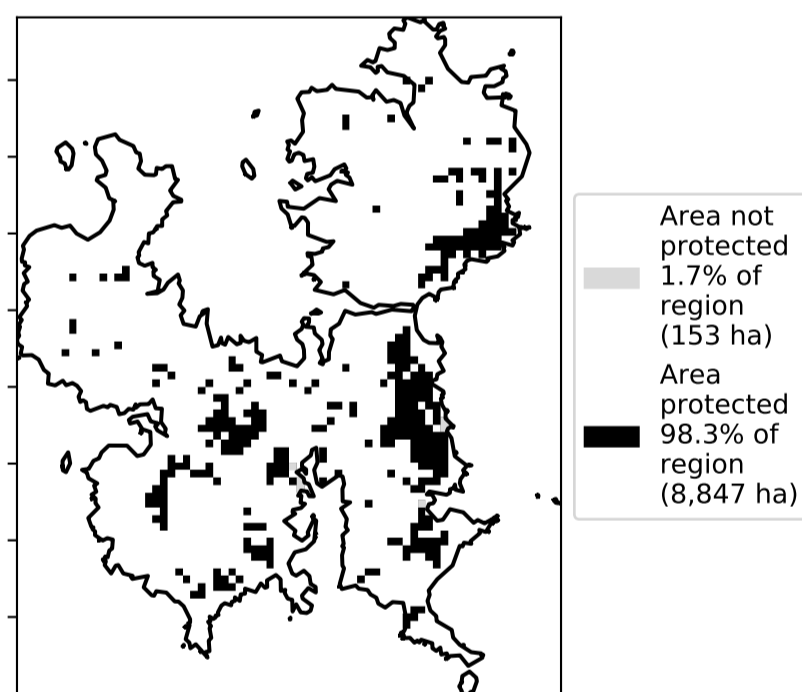 Area not
protected
1.7% of
region
(153 ha)
Area
protected
98.3% of
region
(8,847 ha)